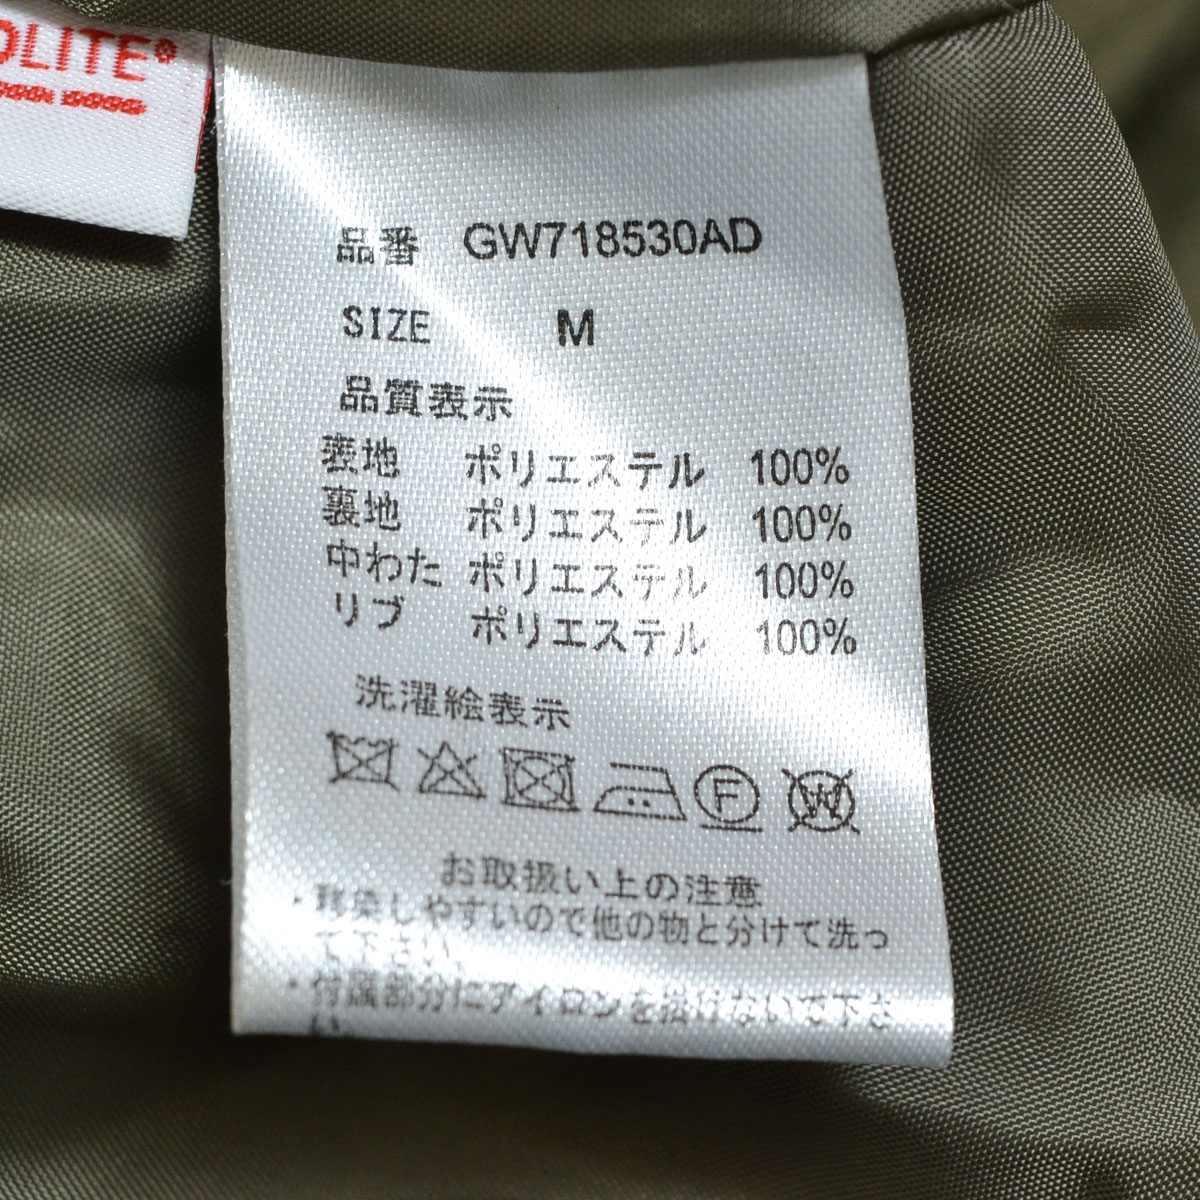 OLITE®
品番 GW718530AD
SIZE M
品質表示
表地 ポリエステル 100%
裏地 ポリエステル 100%
中わた ポリエステル 100%
リブ ポリエステル 100%
洗濯絵表示
F W
お取扱い上の注意
・移染しやすいので他の物と分けて洗っ
て下さい。
・付属部分にアイロンを掛けないで下さ
い。